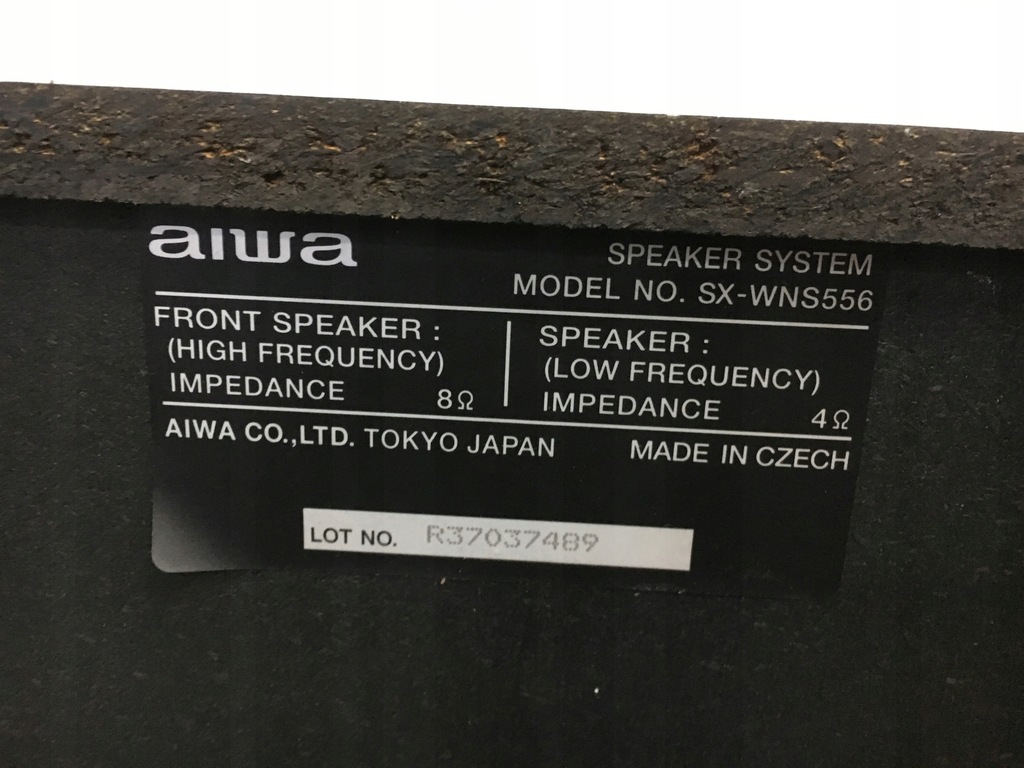 aiwa
SPEAKER SYSTEM
MODEL NO. SX-WNS556
FRONT SPEAKER :
(HIGH FREQUENCY)
IMPEDANCE 8Ω
SPEAKER :
(LOW FREQUENCY)
IMPEDANCE 4Ω
AIWA CO.,LTD. TOKYO JAPAN MADE IN CZECH
LOT NO. R37037489